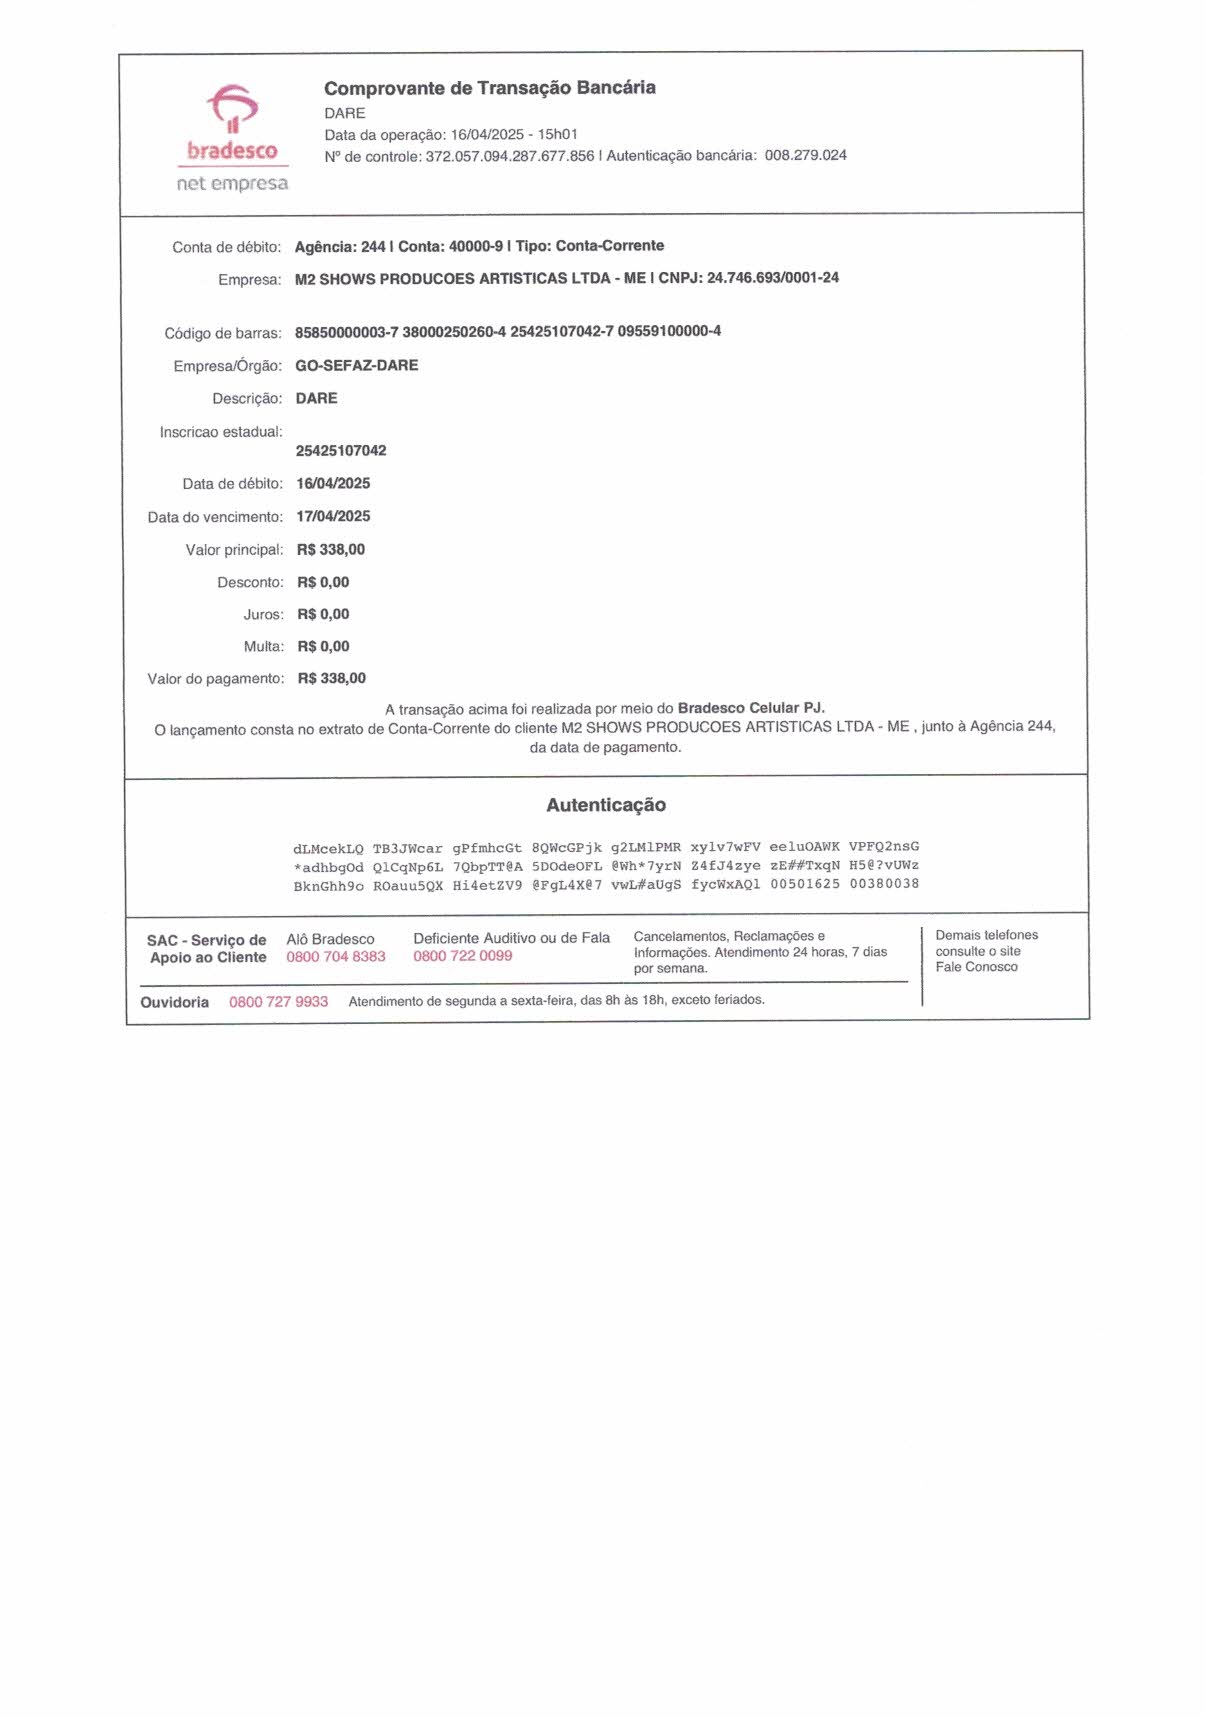 bradesco
net empresa
Comprovante de Transação Bancária
DARE
Data da operação: 16/04/2025 - 15h01
Nº de controle: 372.057.094.287.677.856 | Autenticação bancária: 008.279.024
Conta de débito: Agência: 244 | Conta: 40000-9 | Tipo: Conta-Corrente
Empresa: M2 SHOWS PRODUCOES ARTISTICAS LTDA - ME | CNPJ: 24.746.693/0001-24
Código de barras: 85850000003-7 38000250260-4 25425107042-7 09559100000-4
Empresa/Órgão: GO-SEFAZ-DARE
Descrição: DARE
Inscricao estadual:
25425107042
Data de débito: 16/04/2025
Data do vencimento: 17/04/2025
Valor principal: R$ 338,00
Desconto: R$ 0,00
Juros: R$ 0,00
Multa: R$ 0,00
Valor do pagamento: R$ 338,00
A transação acima foi realizada por meio do Bradesco Celular PJ.
O lançamento consta no extrato de Conta-Corrente do cliente M2 SHOWS PRODUCOES ARTISTICAS LTDA - ME , junto à Agência 244,
da data de pagamento.
Autenticação
dLMcekLQ TB3JWcar gPfmhcGt 8QWcGPjk g2LMlPMR xylv7wFV eeluOAWK VPFQ2nsG
*adhbgOd QlCqNp6L 7QbpTT@A 5DOdeOFL @Wh*7yrN Z4fJ4zye zE##TxqN H5@?vUWz
BknGhh9o ROauu5QX Hi4etZV9 @FgL4X@7 vwL#aUgS fycWxAQl 00501625 00380038
SAC - Serviço de Apoio ao Cliente
Alô Bradesco
0800 704 8383
Deficiente Auditivo ou de Fala
0800 722 0099
Cancelamentos, Reclamações e
Informações. Atendimento 24 horas, 7 dias
por semana.
Demais telefones
consulte o site
Fale Conosco
Ouvidoria 0800 727 9933 Atendimento de segunda a sexta-feira, das 8h às 18h, exceto feriados.